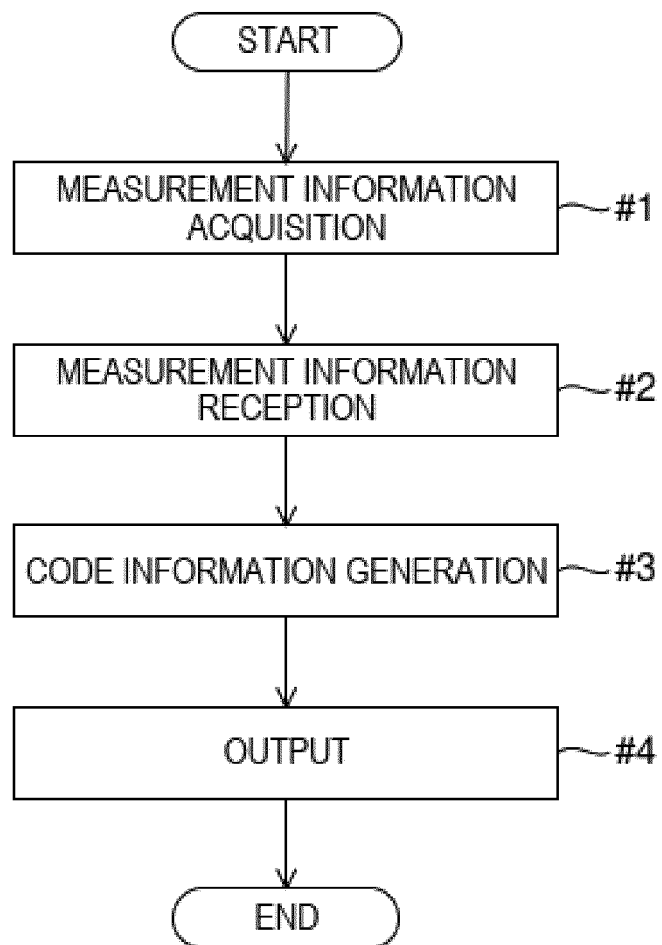 START
MEASUREMENT INFORMATION
ACQUISITION
#1
MEASUREMENT INFORMATION
RECEPTION
#2
CODE INFORMATION GENERATION
#3
OUTPUT
#4
END